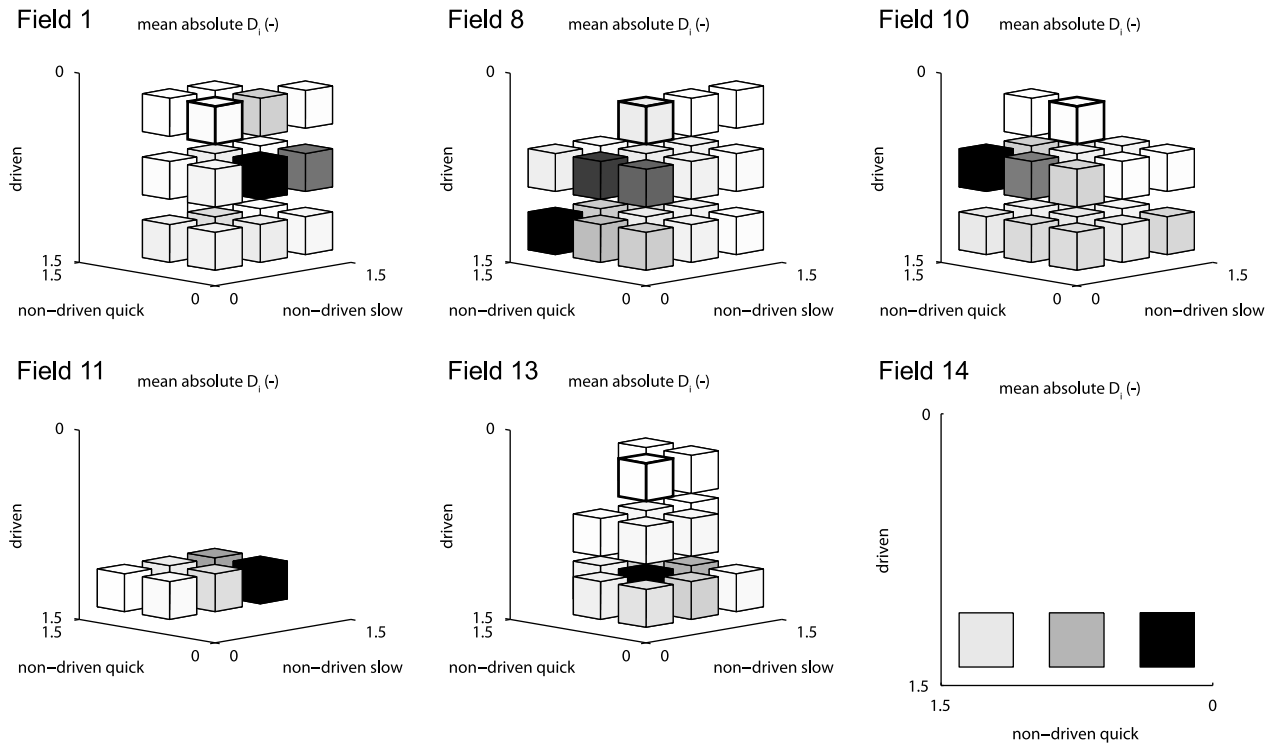 Field 1
mean absolute Di (-)
0
driven
1.5
1.5
1.5
0
0
non−driven quick
non−driven slow
Field 8
mean absolute Di (-)
0
driven
1.5
1.5
1.5
0
0
non−driven quick
non−driven slow
Field 10
mean absolute Di (-)
0
driven
1.5
1.5
1.5
0
0
non−driven quick
non−driven slow
Field 11
mean absolute Di (-)
0
driven
1.5
1.5
1.5
0
0
non−driven quick
non−driven slow
Field 13
mean absolute Di (-)
0
driven
1.5
1.5
1.5
0
0
non−driven quick
non−driven slow
Field 14
mean absolute Di (-)
0
driven
1.5
1.5
0
non−driven quick